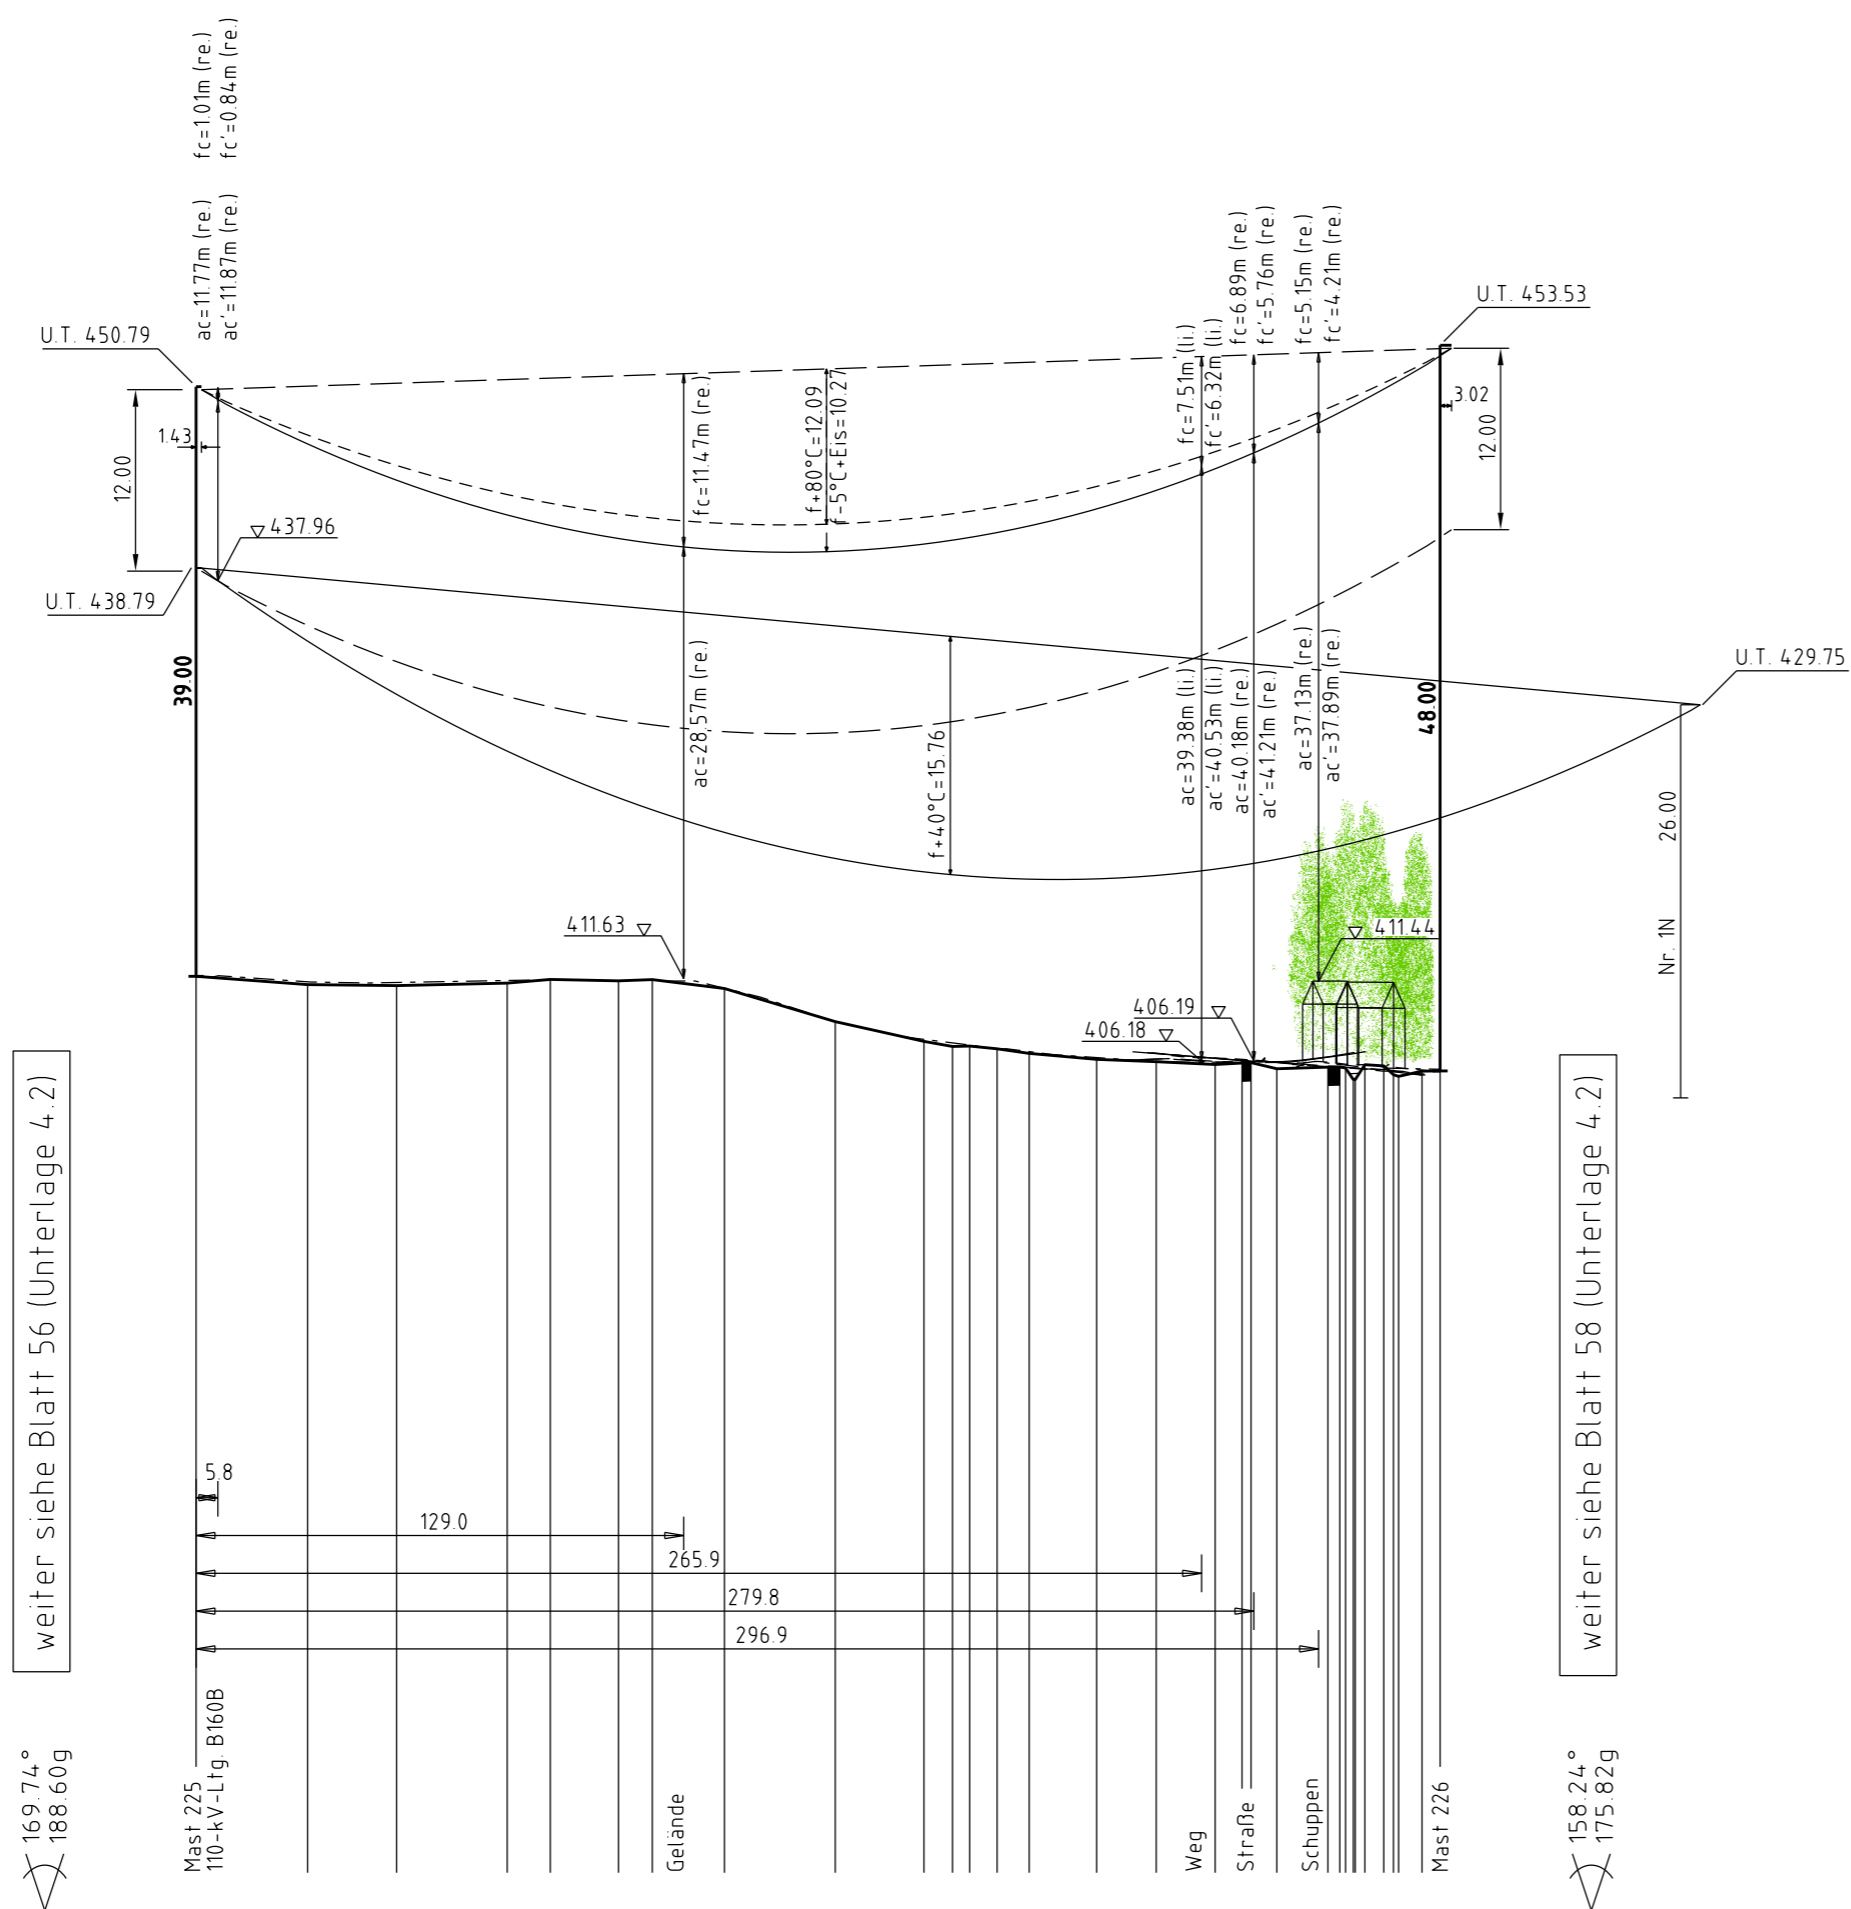 fc=1.01m (re.)
fc'=0.84m (re.)
ac=11.77m (re.)
ac'=11.87m (re.)
U.T. 450.79
1.43
12.00
437.96
U.T. 438.79
39.00
fc=11.47m (re.)
ac=28.57m (re.)
f+80°C=12.09
f-5°C+Eis=10.27
f+40°C=15.76
fc=7.51m (li.)
fc'=6.32m (li.)
fc=6.89m (re.)
fc'=5.76m (re.)
fc=5.15m (re.)
fc'=4.21m (re.)
U.T. 453.53
3.02
12.00
ac=39.38m (li.)
ac'=40.53m (li.)
ac=40.18m (re.)
ac'=41.21m (re.)
ac=37.13m (re.)
ac'=37.89m (re.)
48.00
U.T. 429.75
26.00
Nr. 1N
411.63
411.44
406.19
406.18
weiter siehe Blatt 56 (Unterlage 4.2)
weiter siehe Blatt 58 (Unterlage 4.2)
5.8
129.0
265.9
279.8
296.9
169.74°
188.60g
Mast 225
110-kV-Ltg. B160B
Gelände
Weg
Straße
Schuppen
Mast 226
158.24°
175.82g